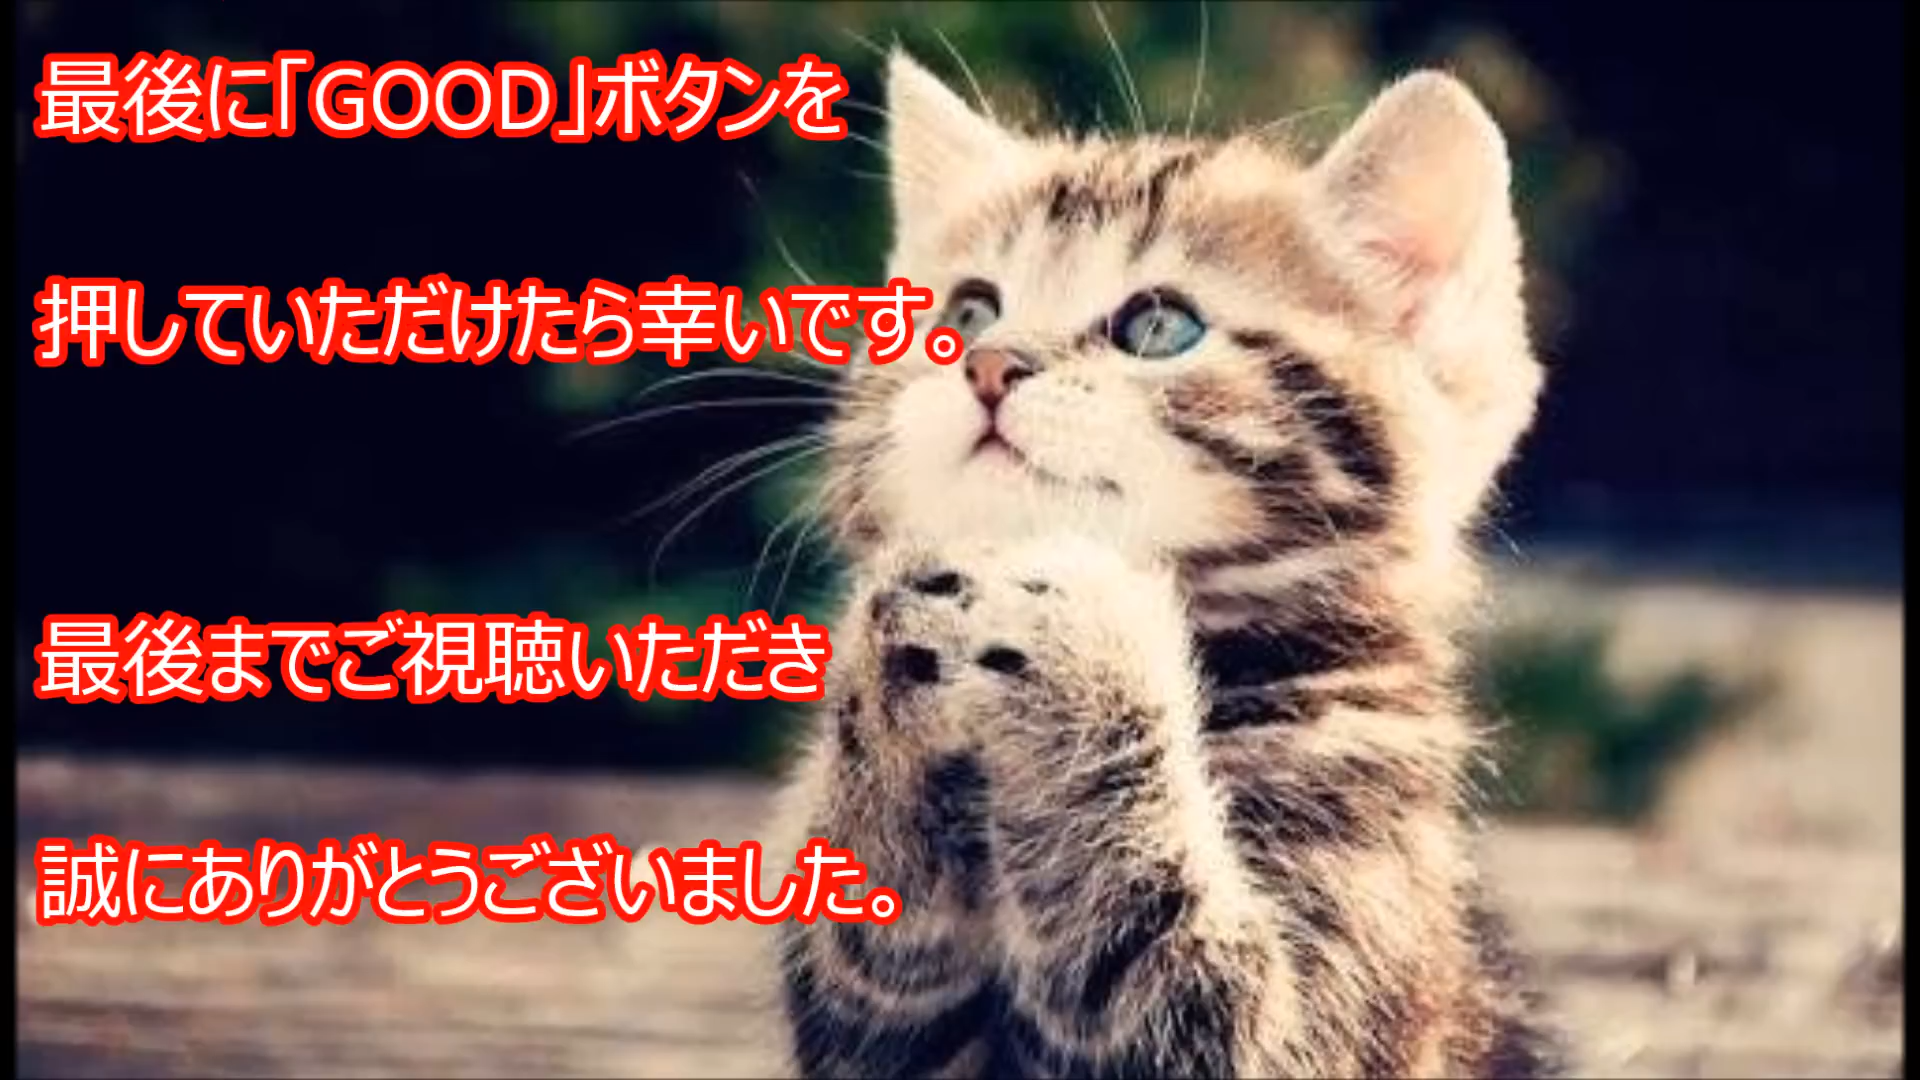 最後に「GOOD」ボタンを
押していただけたら幸いです。
最後までご視聴いただき
誠にありがとうございました。